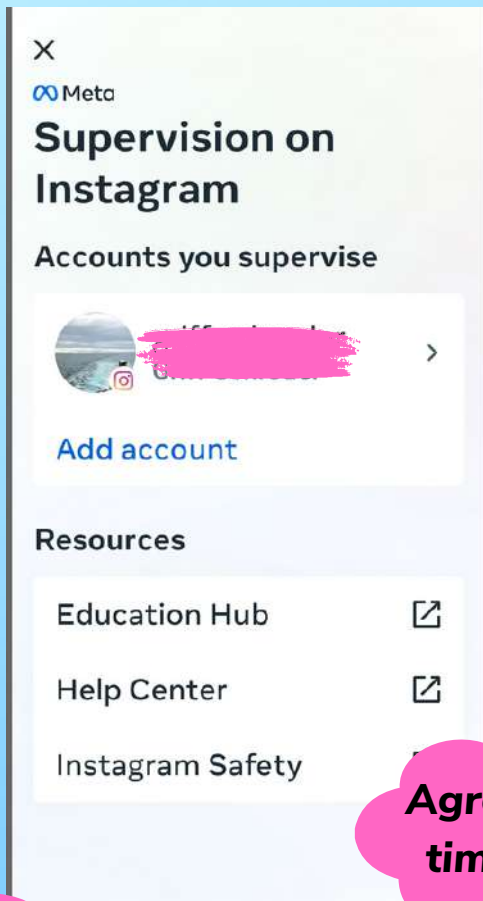 Meta
Supervision on
Instagram
Accounts you supervise
Add account
Resources
Education Hub
Help Center
Instagram Safety